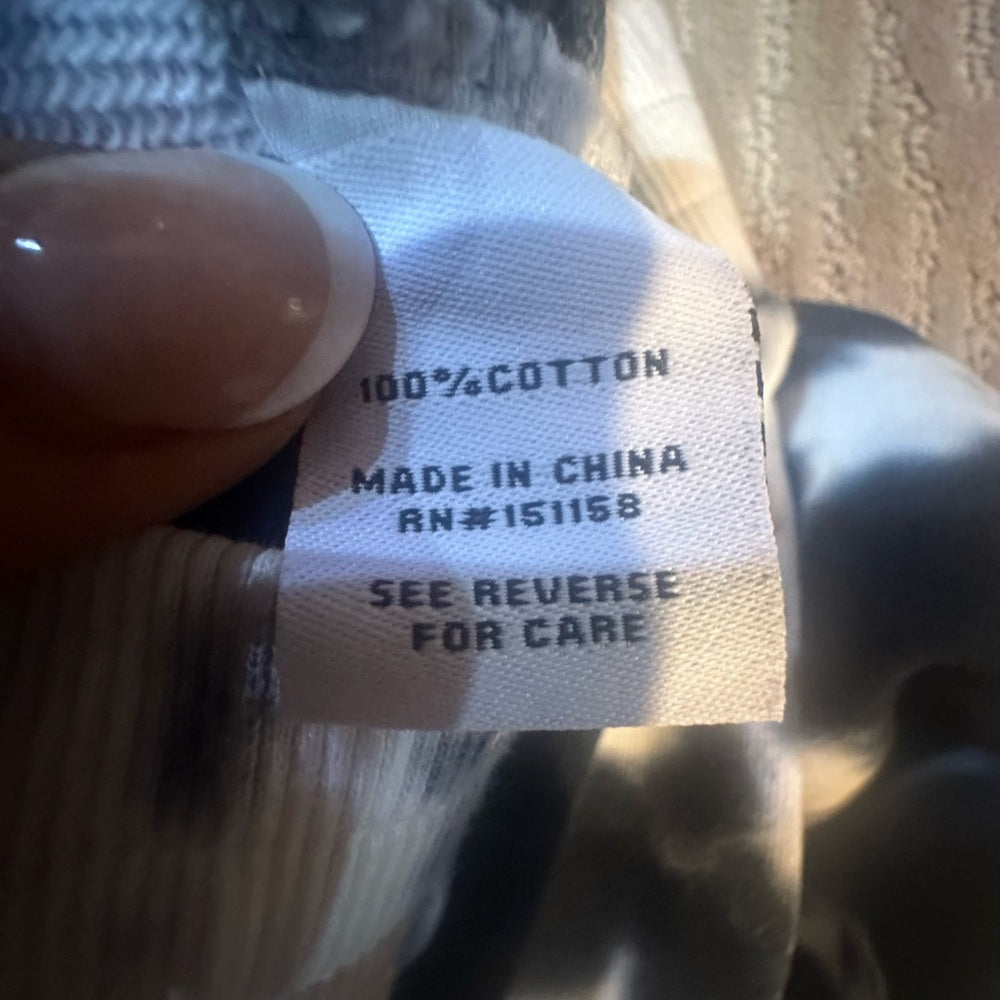 100%COTTON
MADE IN CHINA
RN#151158
SEE REVERSE
FOR CARE